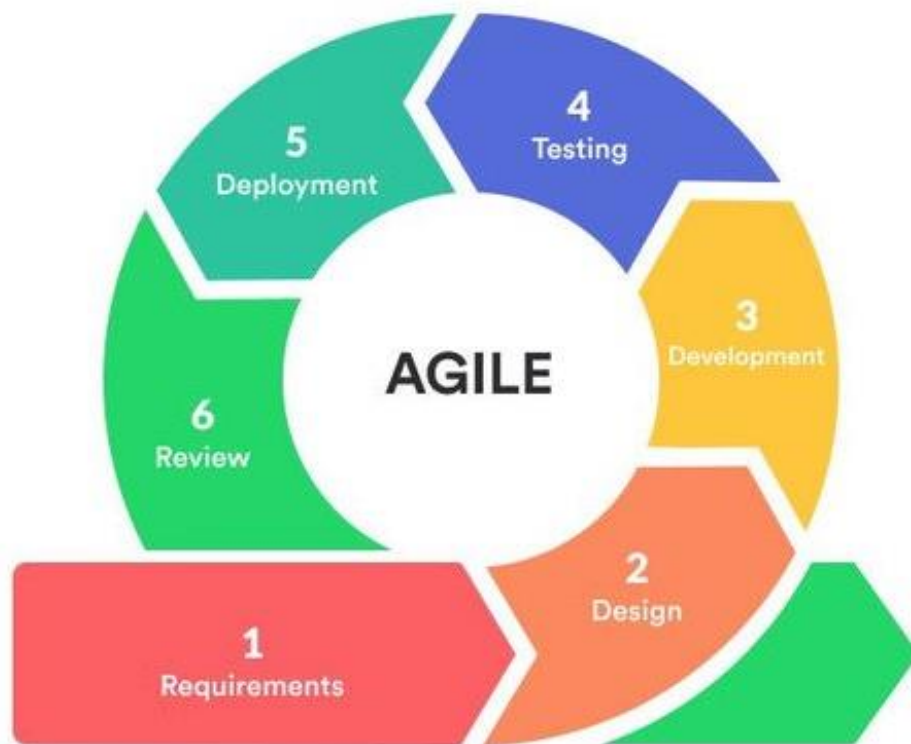 AGILE
1
Requirements
2
Design
3
Development
4
Testing
5
Deployment
6
Review